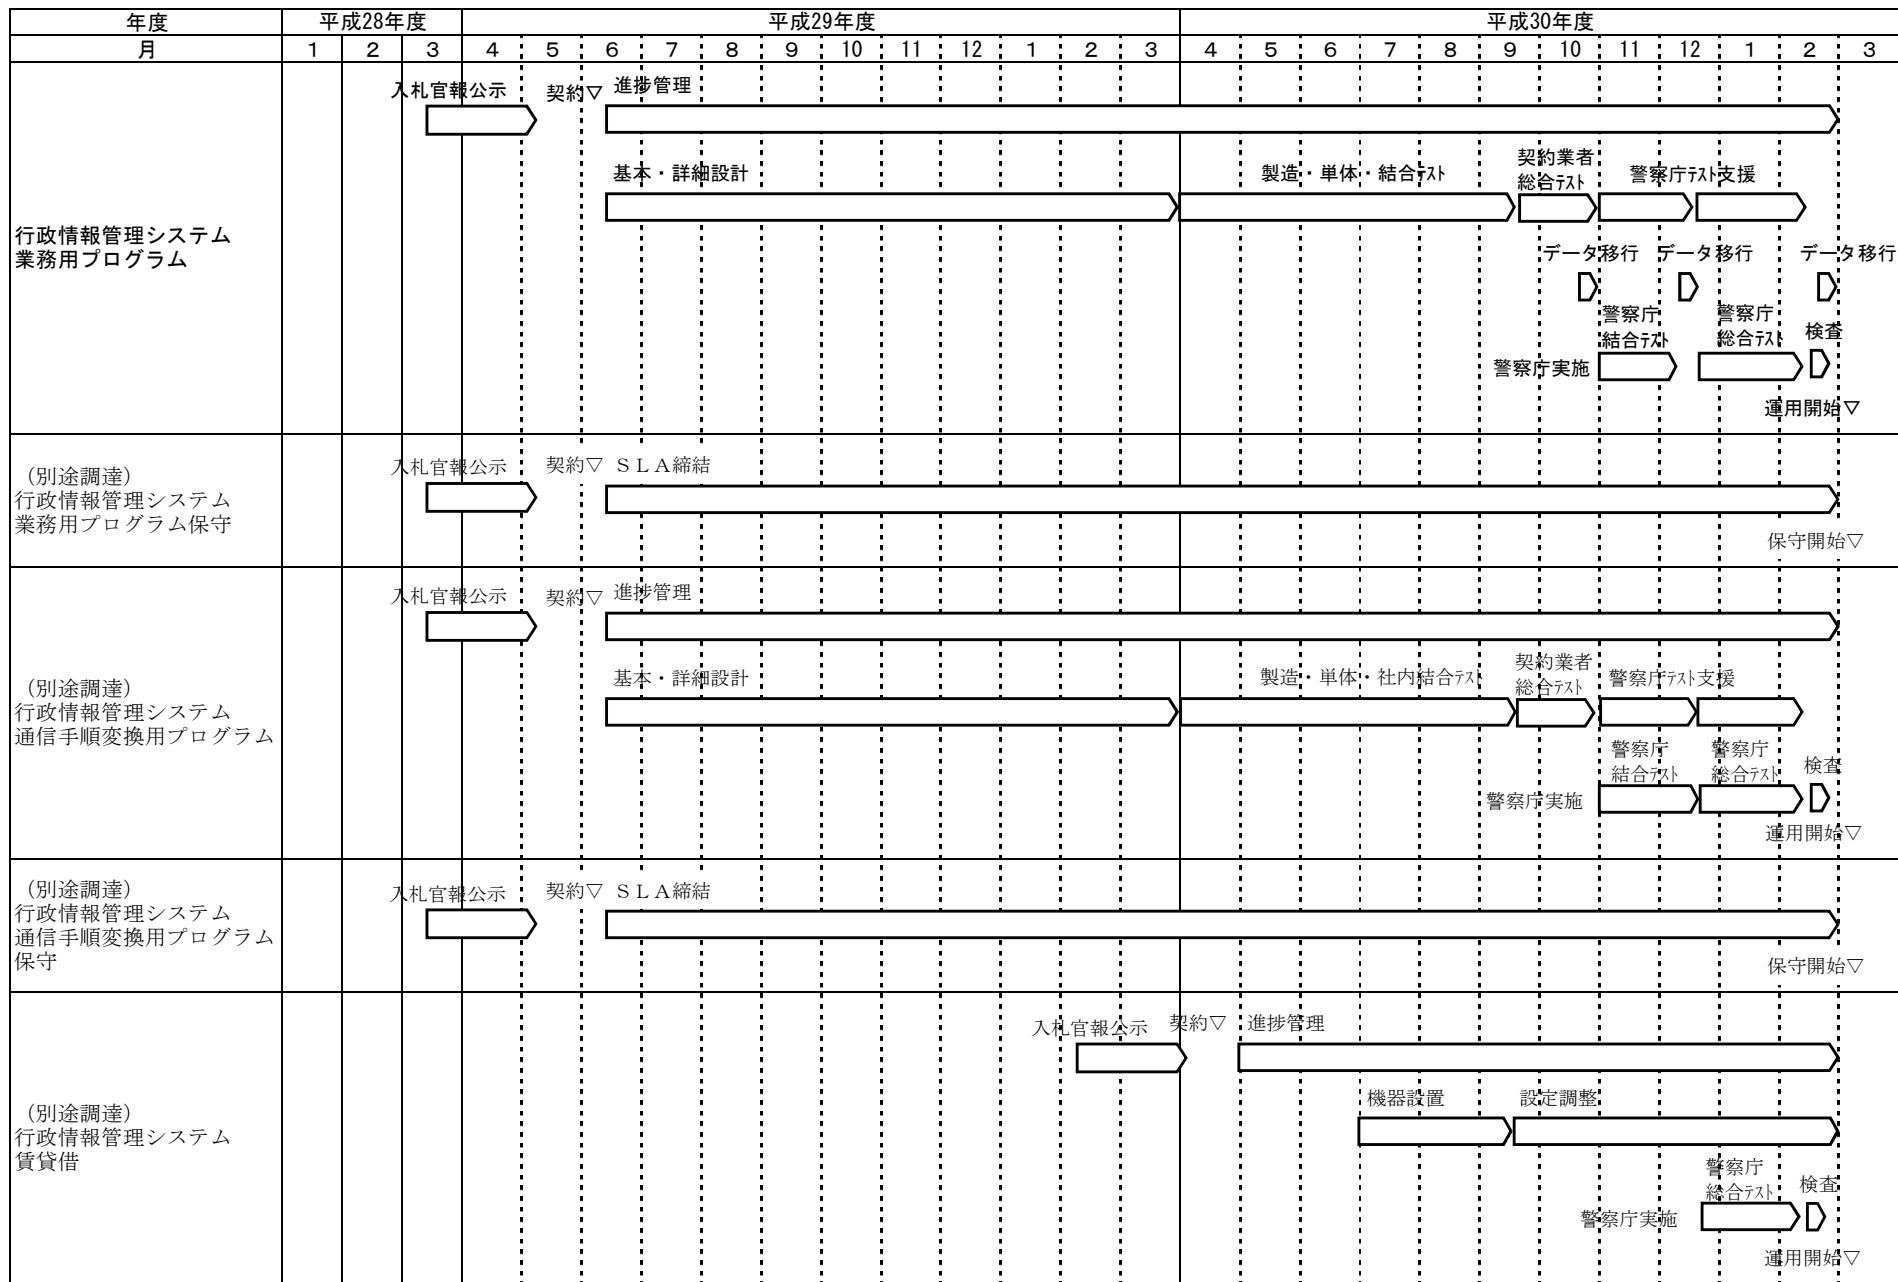 年度 平成28年度 平成29年度 平成30年度
月 1 2 3 4 5 6 7 8 9 10 11 12 1 2 3 4 5 6 7 8 9 10 11 12 1 2 3
行政情報管理システム
業務用プログラム
入札官報公示 契約▽ 進捗管理
基本・詳細設計 製造・単体・結合ﾃｽﾄ
契約業者
総合ﾃｽﾄ
警察庁ﾃｽﾄ支援
データ移行 データ移行 データ移行
警察庁
結合ﾃｽﾄ
警察庁
総合ﾃｽﾄ
検査
警察庁実施
運用開始▽
（別途調達）
行政情報管理システム
業務用プログラム保守
入札官報公示 契約▽ ＳＬＡ締結
保守開始▽
（別途調達）
行政情報管理システム
通信手順変換用プログラム
入札官報公示 契約▽ 進捗管理
基本・詳細設計 製造・単体・社内結合ﾃｽﾄ
契約業者
総合ﾃｽﾄ
警察庁ﾃｽﾄ支援
警察庁
結合ﾃｽﾄ
警察庁
総合ﾃｽﾄ
検査
警察庁実施
運用開始▽
（別途調達）
行政情報管理システム
通信手順変換用プログラム
保守
入札官報公示 契約▽ ＳＬＡ締結
保守開始▽
（別途調達）
行政情報管理システム
賃貸借
入札官報公示 契約▽ 進捗管理
機器設置 設定調整
警察庁
総合ﾃｽﾄ
検査
警察庁実施
運用開始▽